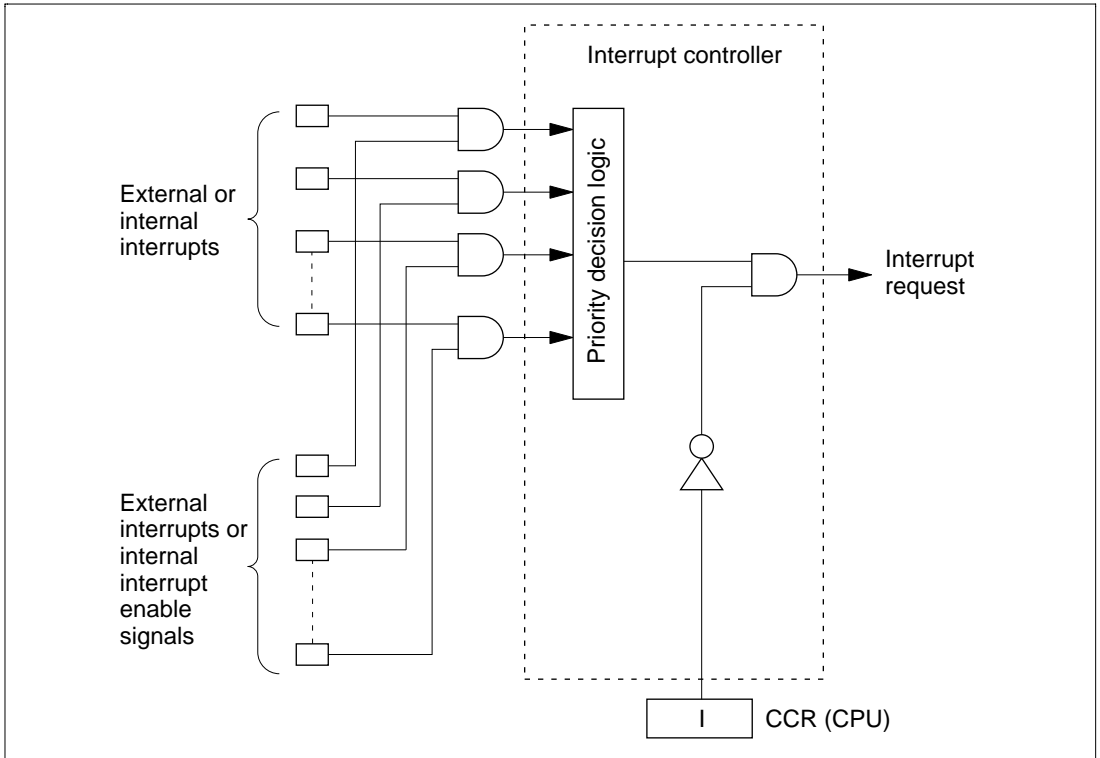 Interrupt controller
External or
internal
interrupts
Priority decision logic
Interrupt
request
External
interrupts or
internal
interrupt
enable
signals
I
CCR (CPU)